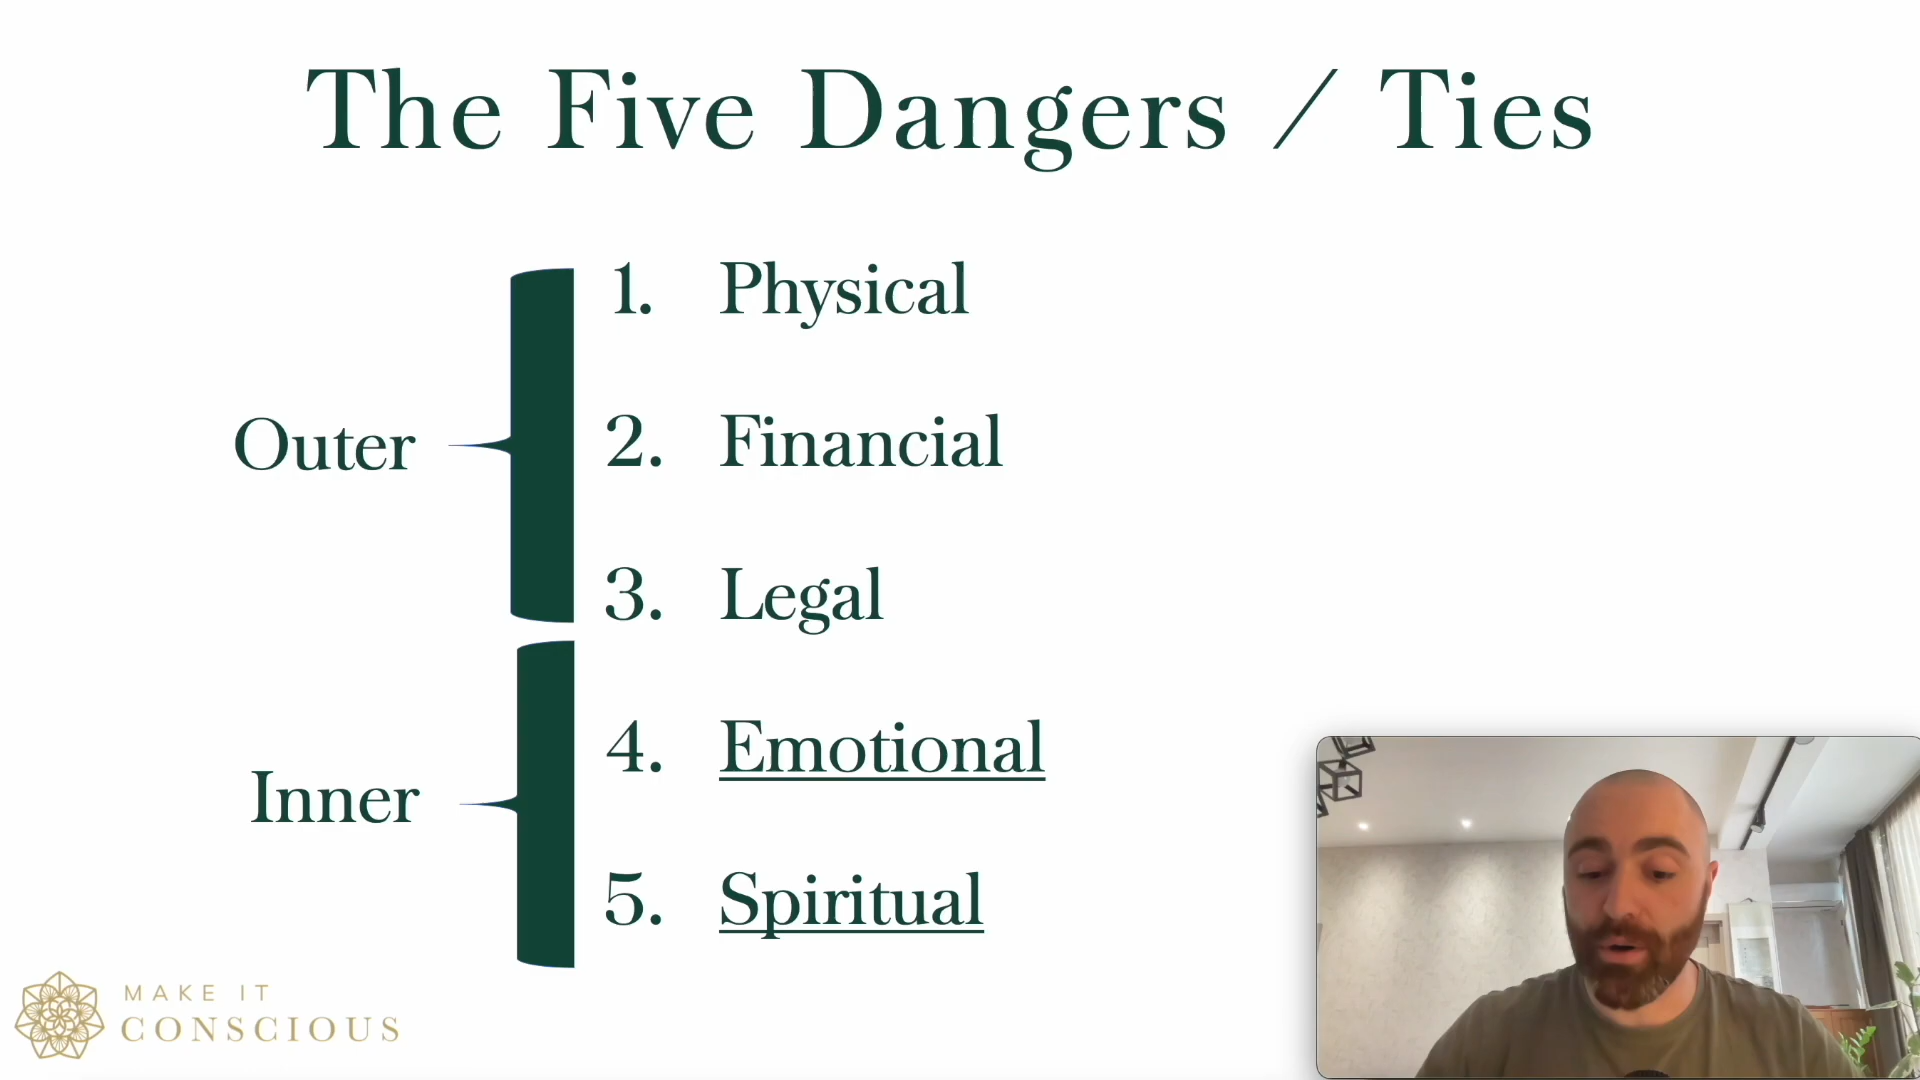 The Five Dangers / Ties
Outer
1. Physical
2. Financial
3. Legal
Inner
4. Emotional
5. Spiritual
MAKE IT
CONSCIOUS